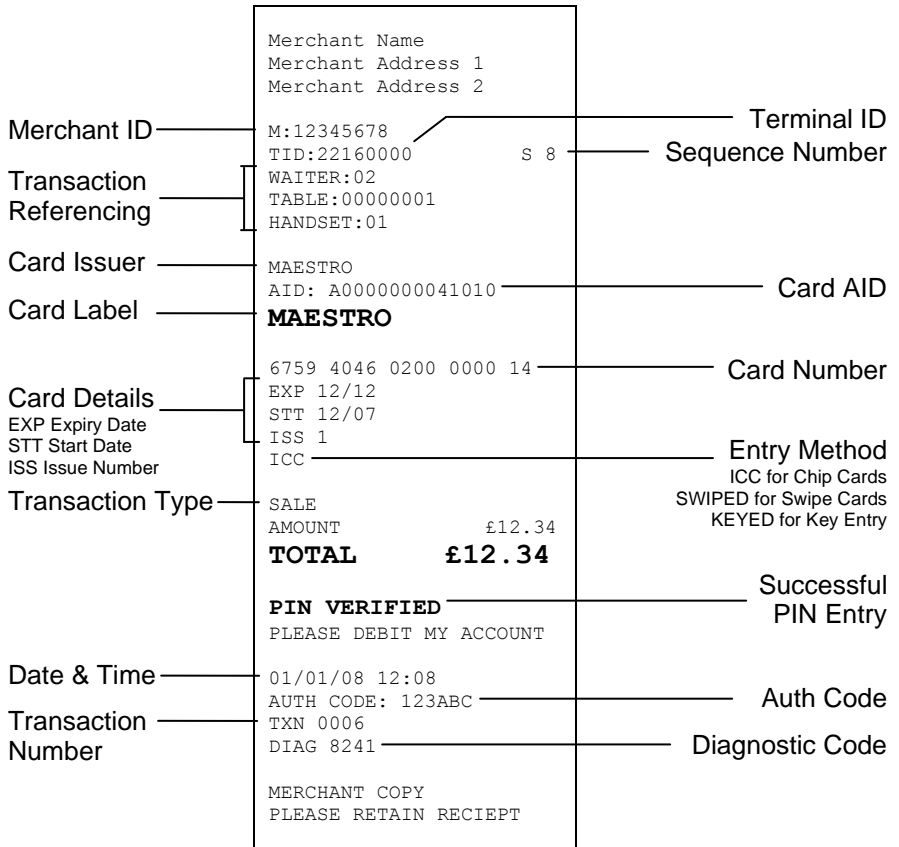 Merchant Name
Merchant Address 1
Merchant Address 2
Merchant ID
M:12345678
Terminal ID
TID:22160000 S 8
Sequence Number
Transaction
Referencing
WAITER:02
TABLE:00000001
HANDSET:01
Card Issuer
MAESTRO
AID: A0000000041010
Card AID
Card Label
MAESTRO
6759 4046 0200 0000 14
Card Number
Card Details
EXP Expiry Date
STT Start Date
ISS Issue Number
EXP 12/12
STT 12/07
ISS 1
ICC
Entry Method
ICC for Chip Cards
SWIPED for Swipe Cards
KEYED for Key Entry
Transaction Type
SALE
AMOUNT £12.34
TOTAL £12.34
Successful
PIN Entry
PIN VERIFIED
PLEASE DEBIT MY ACCOUNT
Date & Time
01/01/08 12:08
AUTH CODE: 123ABC
Auth Code
Transaction
Number
TXN 0006
DIAG 8241
Diagnostic Code
MERCHANT COPY
PLEASE RETAIN RECIEPT